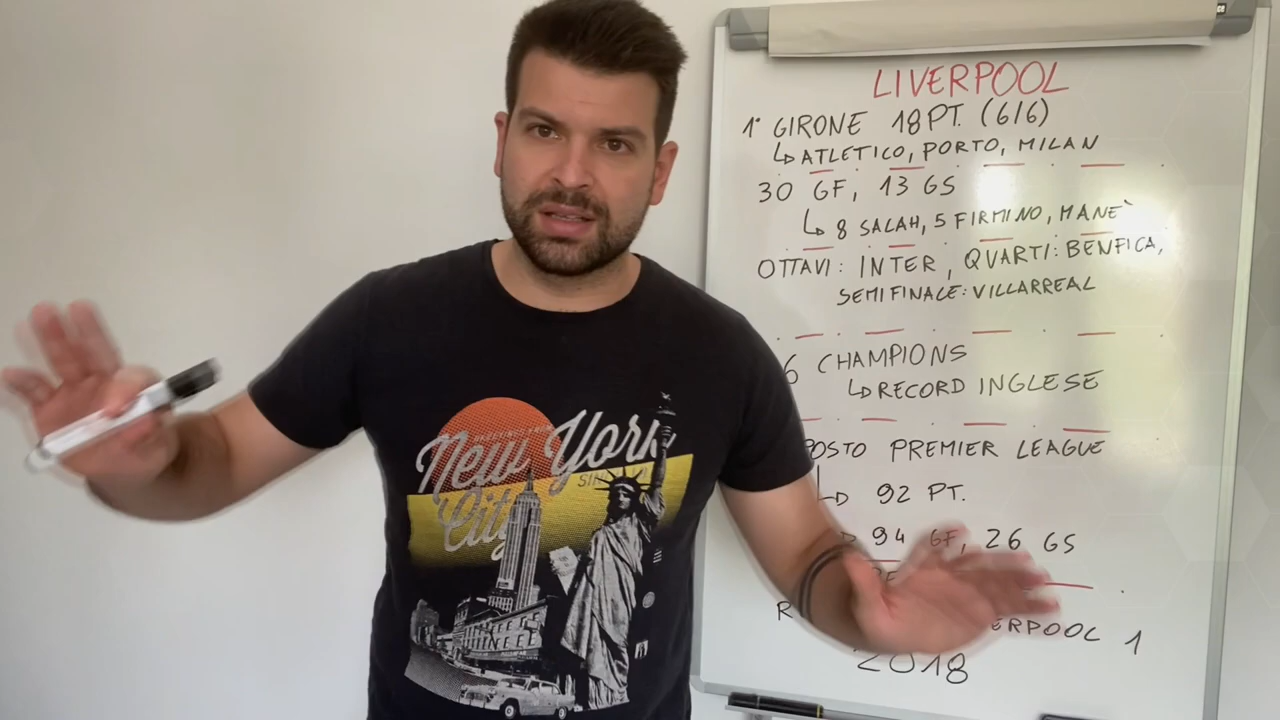 LIVERPOOL
1° GIRONE 18 PT. (6/6)
↳ ATLETICO, PORTO, MILAN
30 GF, 13 GS
↳ 8 SALAH, 5 FIRMINO, MANE`
OTTAVI: INTER, QUARTI: BENFICA,
SEMIFINALE: VILLARREAL
6 CHAMPIONS
↳ RECORD INGLESE
POSTO PREMIER LEAGUE
↳ 92 PT.
94 GF, 26 GS
ERPOOL 1
2018
New York
City